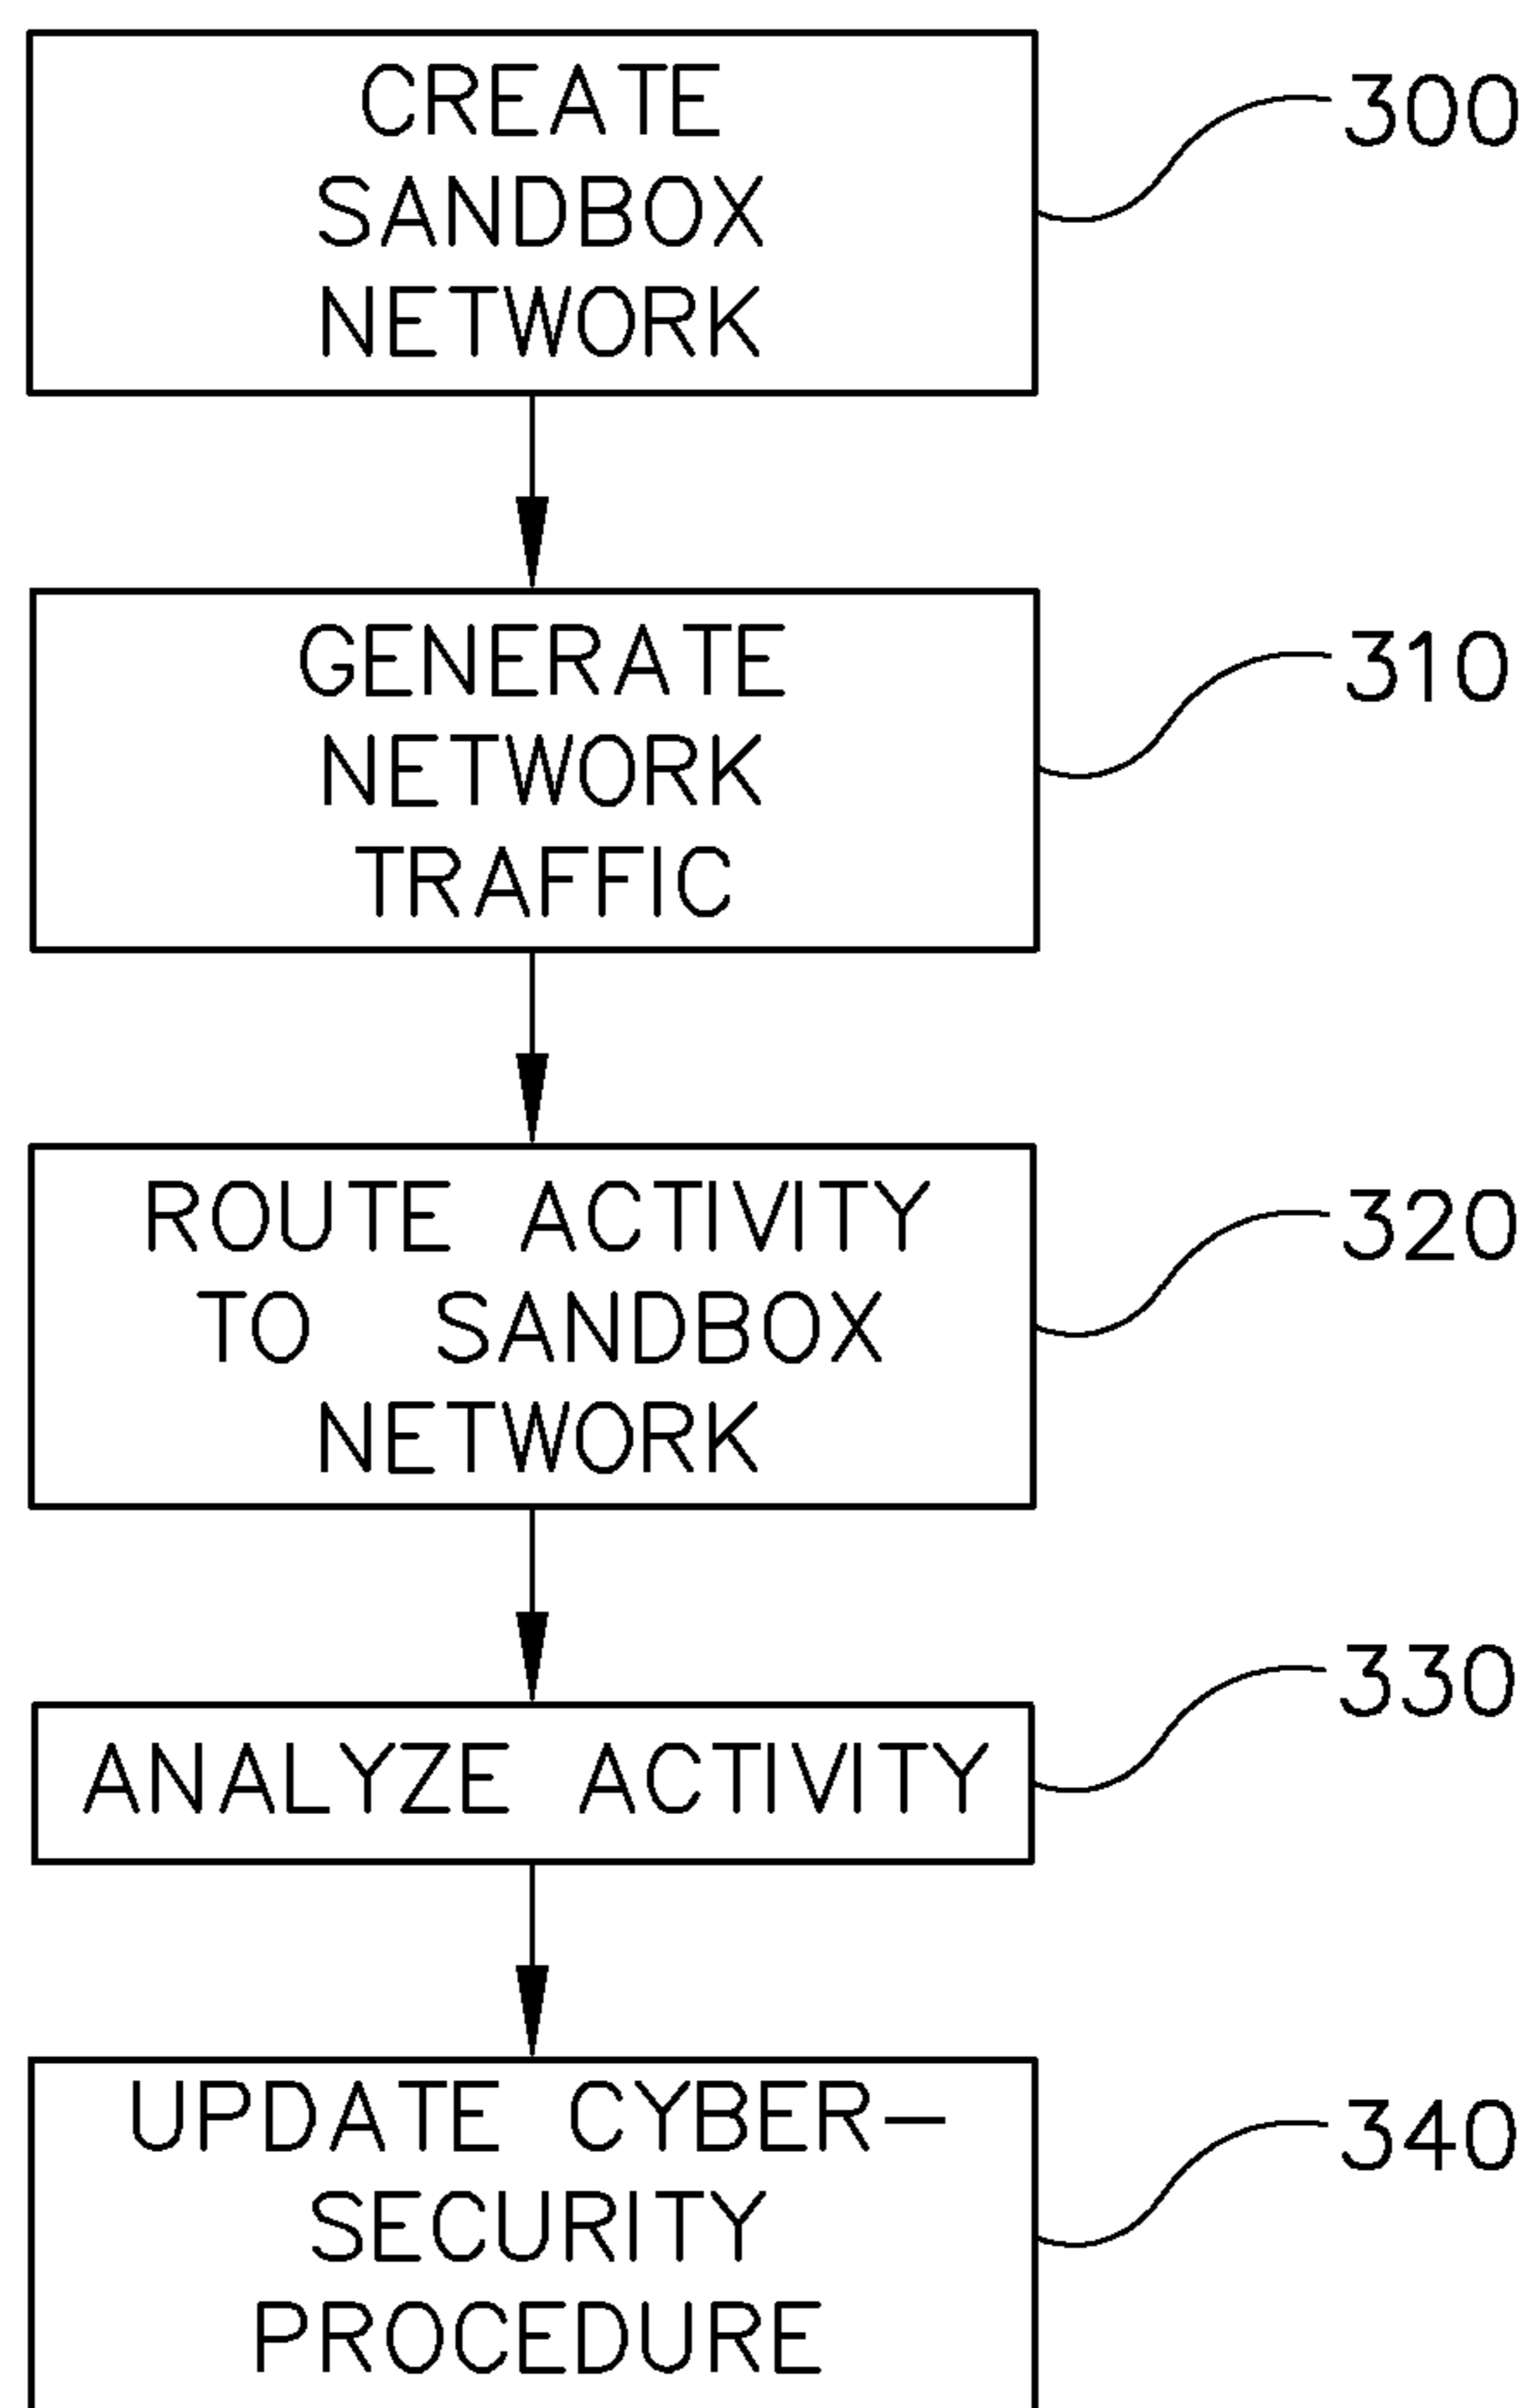 CREATE
SANDBOX
NETWORK
300
GENERATE
NETWORK
TRAFFIC
310
ROUTE ACTIVITY
TO SANDBOX
NETWORK
320
ANALYZE ACTIVITY
330
UPDATE CYBER-
SECURITY
PROCEDURE
340